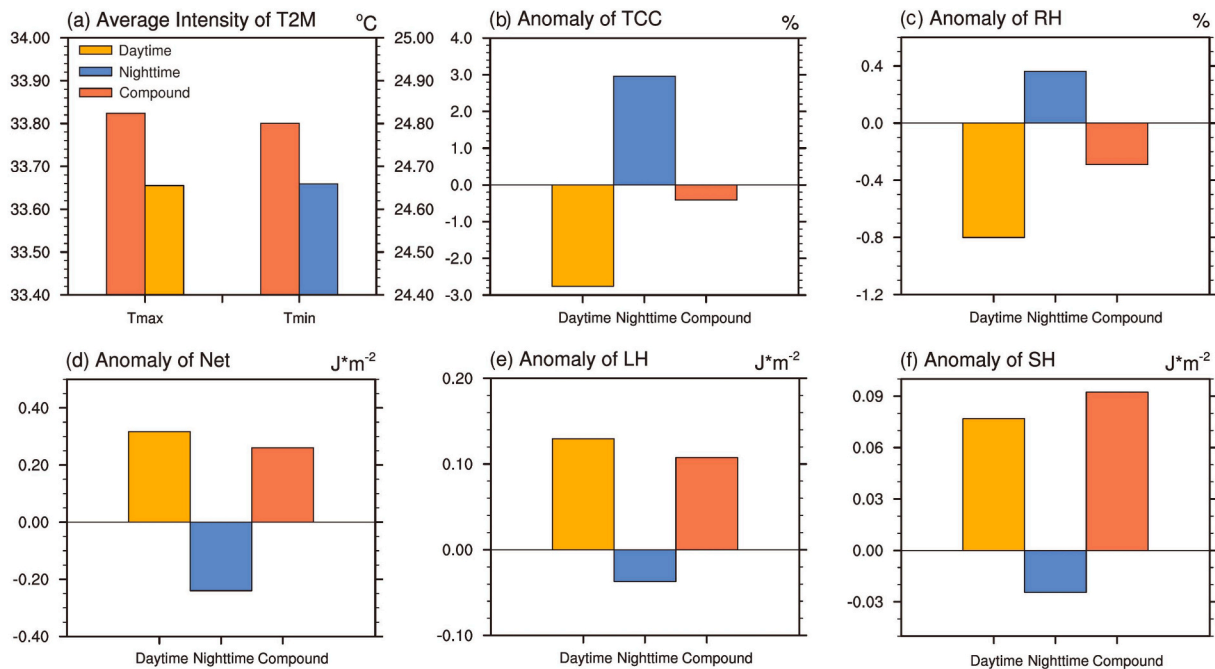 (a) Average Intensity of T2M °C
34.00
33.90
33.80
33.70
33.60
33.50
33.40
Daytime
Nighttime
Compound
25.00
24.90
24.80
24.70
24.60
24.50
24.40
Tmax Tmin
(b) Anomaly of TCC %
4.0
3.0
2.0
1.0
0.0
-1.0
-2.0
-3.0
Daytime Nighttime Compound
(c) Anomaly of RH %
0.4
0.0
-0.4
-0.8
-1.2
Daytime Nighttime Compound
(d) Anomaly of Net J*m-2
0.40
0.20
0.00
-0.20
-0.40
Daytime Nighttime Compound
(e) Anomaly of LH J*m-2
0.20
0.10
0.00
-0.10
Daytime Nighttime Compound
(f) Anomaly of SH J*m-2
0.09
0.06
0.03
0.00
-0.03
Daytime Nighttime Compound